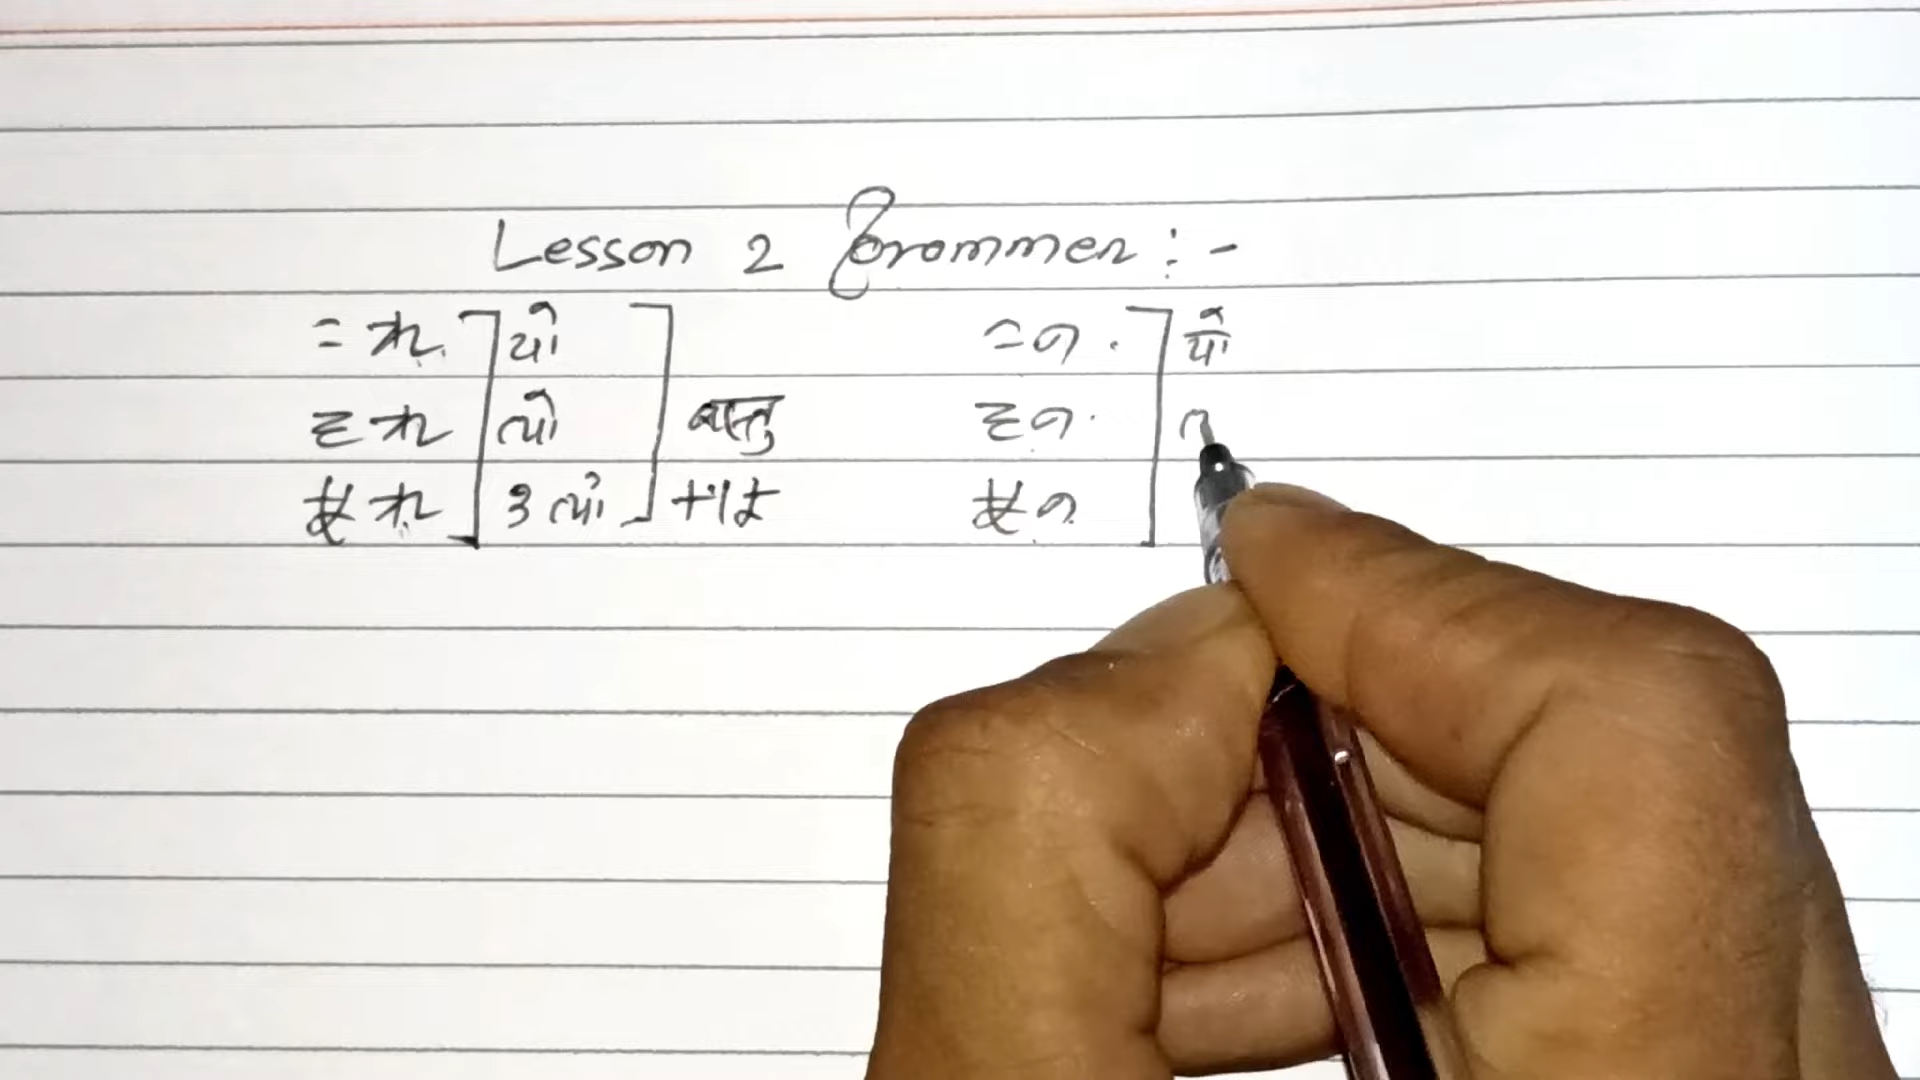 Lesson 2 Grammer :-
これ यो この यो
それ त्यो वस्तु その
あれ उ त्यो +は あの